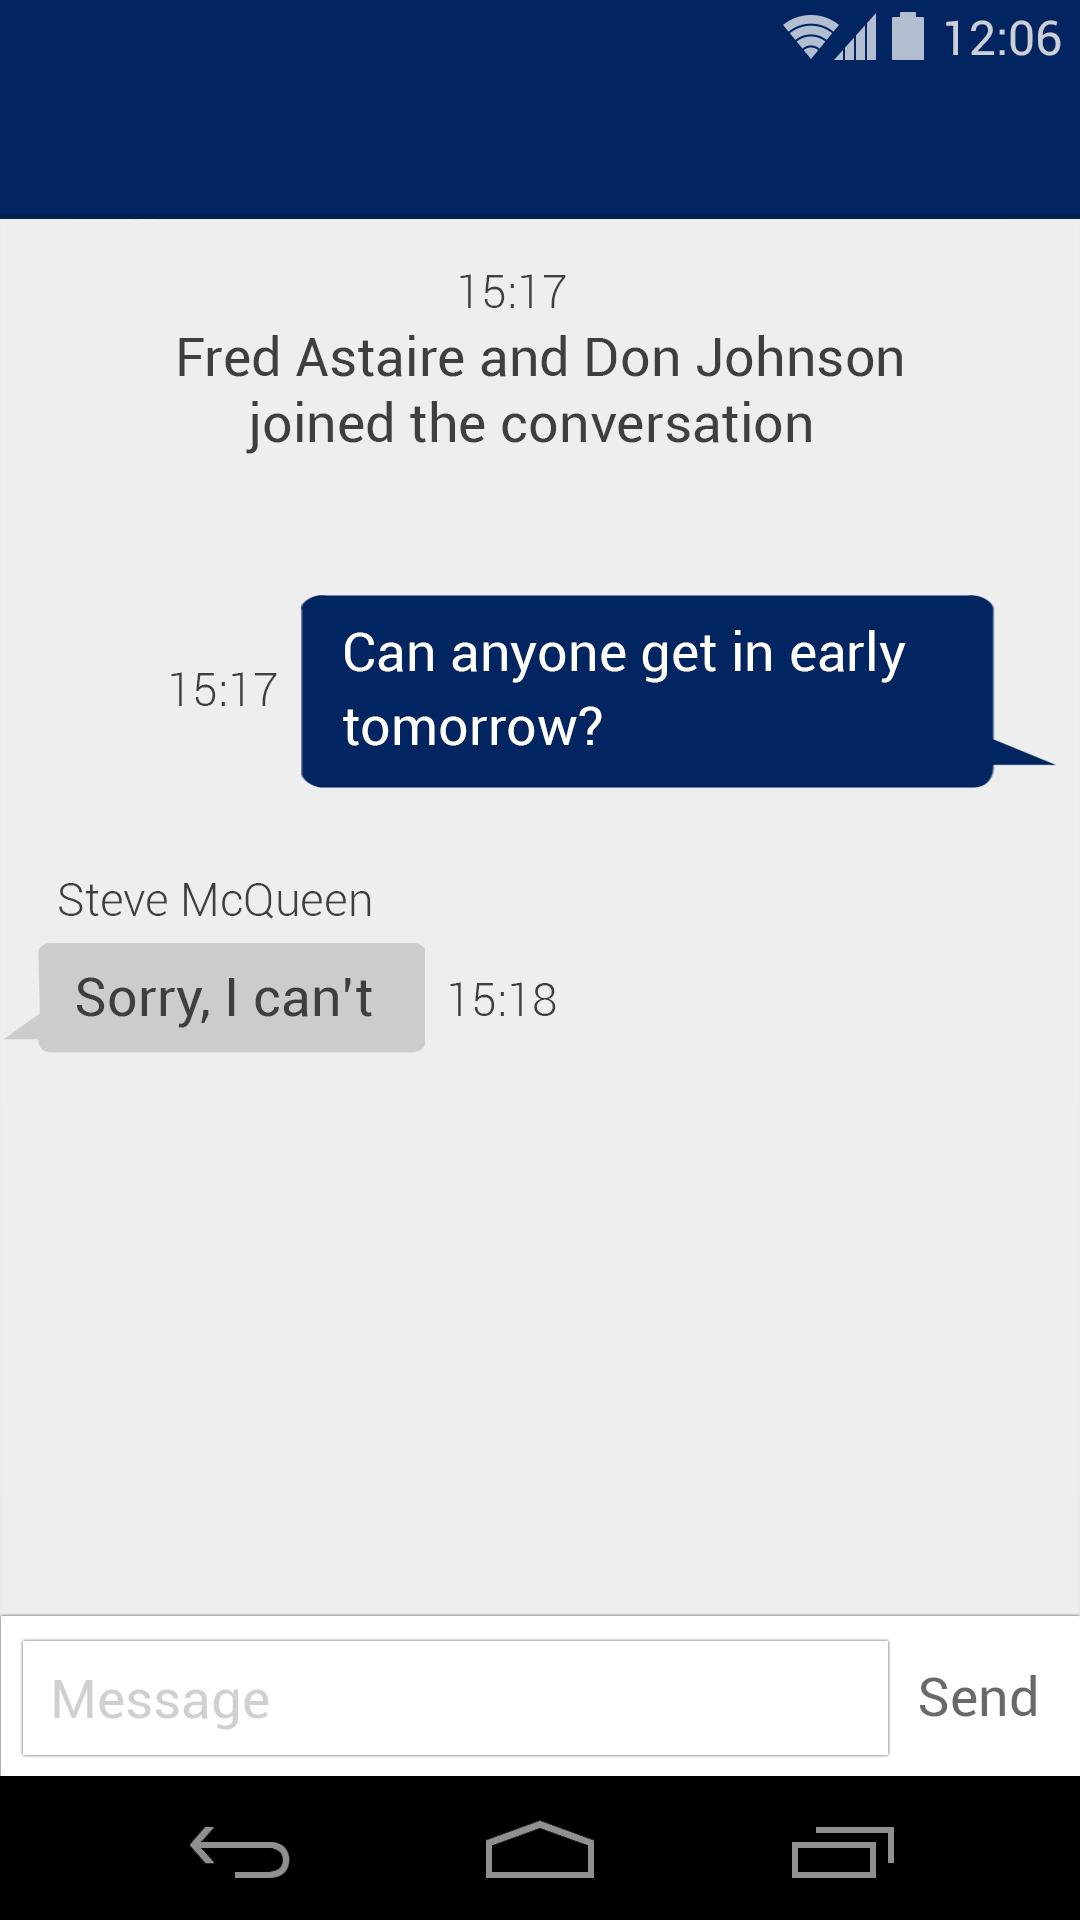 12:06
15:17
Fred Astaire and Don Johnson
joined the conversation
15:17
Can anyone get in early
tomorrow?
Steve McQueen
Sorry, I can't
15:18
Message
Send